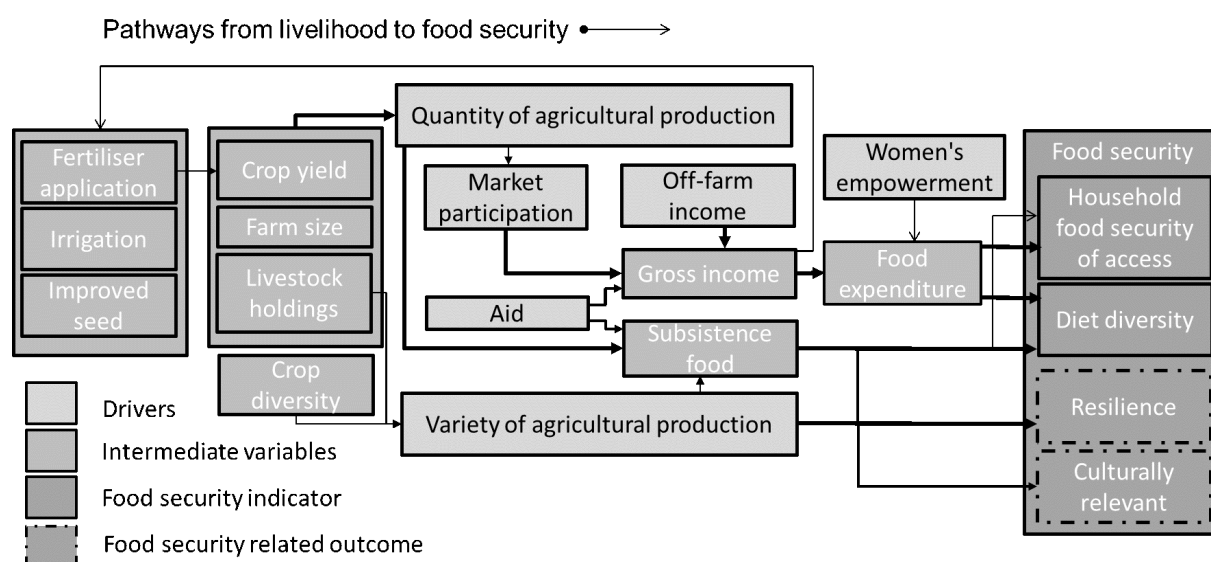 Pathways from livelihood to food security
Quantity of agricultural production
Fertiliser
application
Irrigation
Improved
seed
Crop yield
Farm size
Livestock
holdings
Crop
diversity
Market
participation
Off-farm
income
Women's
empowerment
Aid
Gross income
Food
expenditure
Subsistence
food
Variety of agricultural production
Food security
Household
food security
of access
Diet diversity
Resilience
Culturally
relevant
Drivers
Intermediate variables
Food security indicator
Food security related outcome